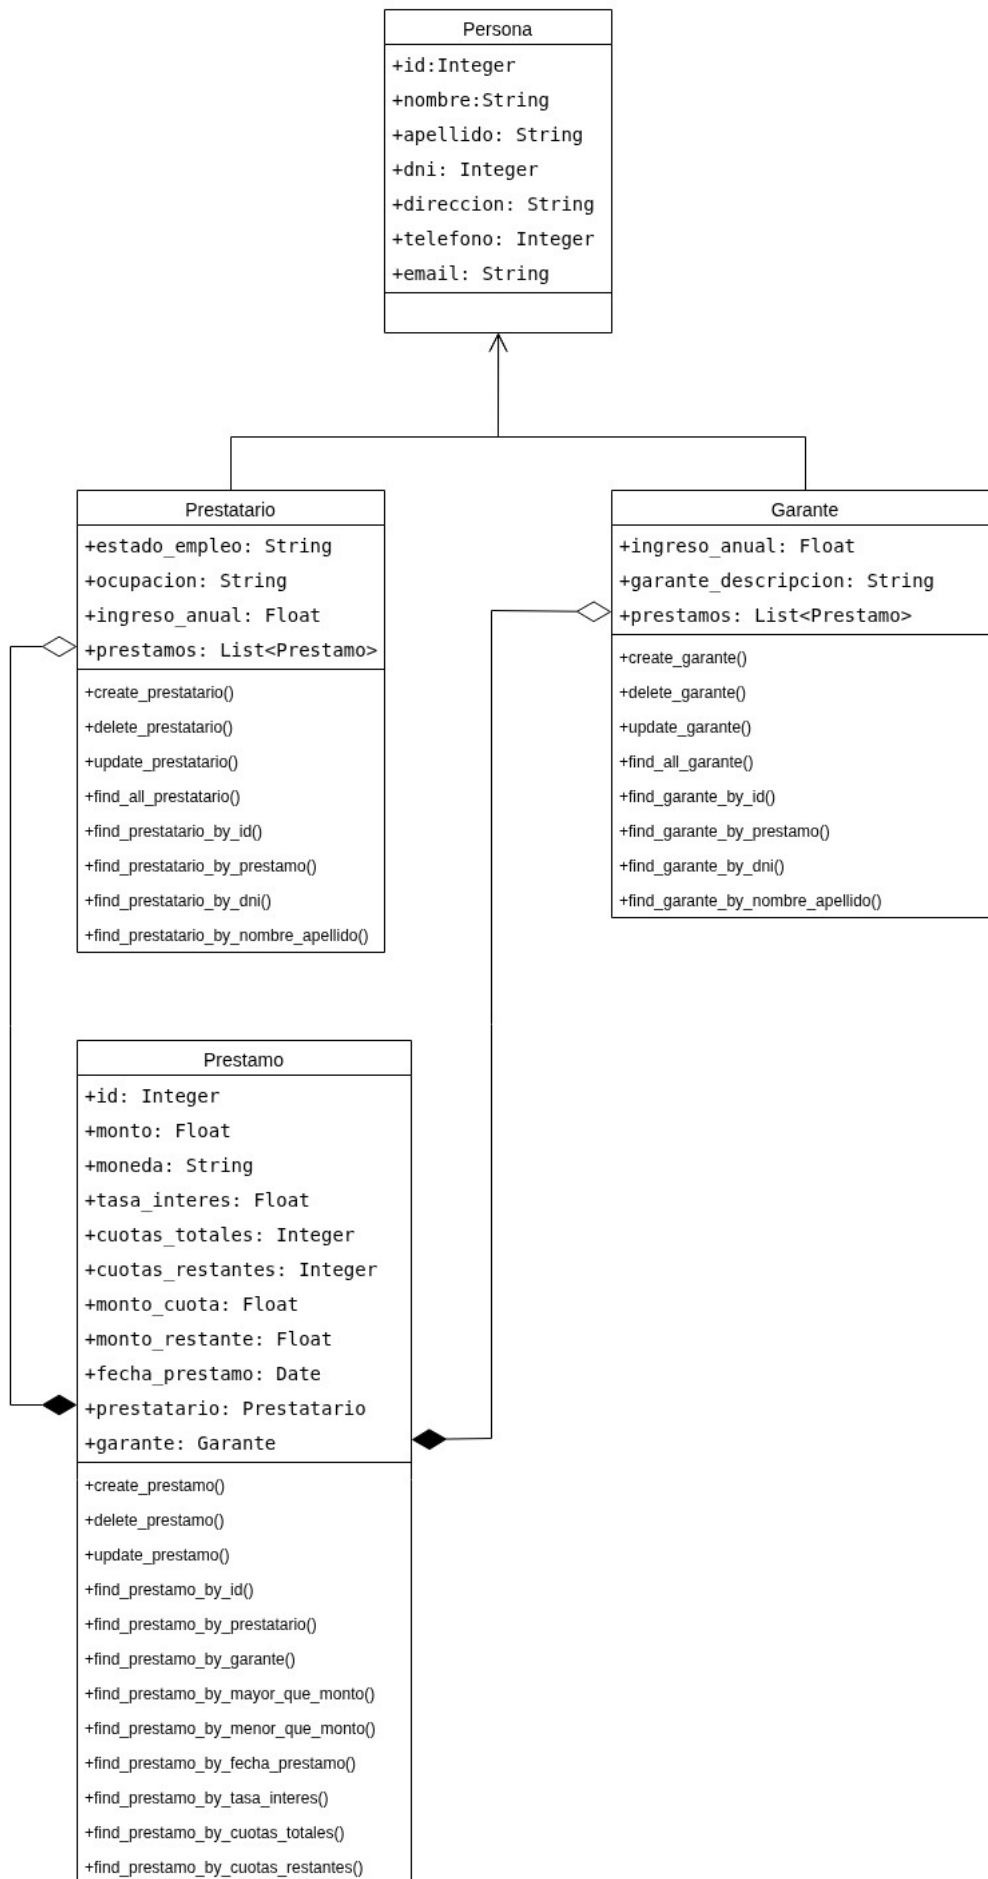 Persona
+id:Integer
+nombre:String
+apellido: String
+dni: Integer
+direccion: String
+telefono: Integer
+email: String
Prestatario
+estado_empleo: String
+ocupacion: String
+ingreso_anual: Float
+prestamos: List<Prestamo>
+create_prestatario()
+delete_prestatario()
+update_prestatario()
+find_all_prestatario()
+find_prestatario_by_id()
+find_prestatario_by_prestamo()
+find_prestatario_by_dni()
+find_prestatario_by_nombre_apellido()
Garante
+ingreso_anual: Float
+garante_descripcion: String
+prestamos: List<Prestamo>
+create_garante()
+delete_garante()
+update_garante()
+find_all_garante()
+find_garante_by_id()
+find_garante_by_prestamo()
+find_garante_by_dni()
+find_garante_by_nombre_apellido()
Prestamo
+id: Integer
+monto: Float
+moneda: String
+tasa_interes: Float
+cuotas_totales: Integer
+cuotas_restantes: Integer
+monto_cuota: Float
+monto_restante: Float
+fecha_prestamo: Date
+prestatario: Prestatario
+garante: Garante
+create_prestamo()
+delete_prestamo()
+update_prestamo()
+find_prestamo_by_id()
+find_prestamo_by_prestatario()
+find_prestamo_by_garante()
+find_prestamo_by_mayor_que_monto()
+find_prestamo_by_menor_que_monto()
+find_prestamo_by_fecha_prestamo()
+find_prestamo_by_tasa_interes()
+find_prestamo_by_cuotas_totales()
+find_prestamo_by_cuotas_restantes()